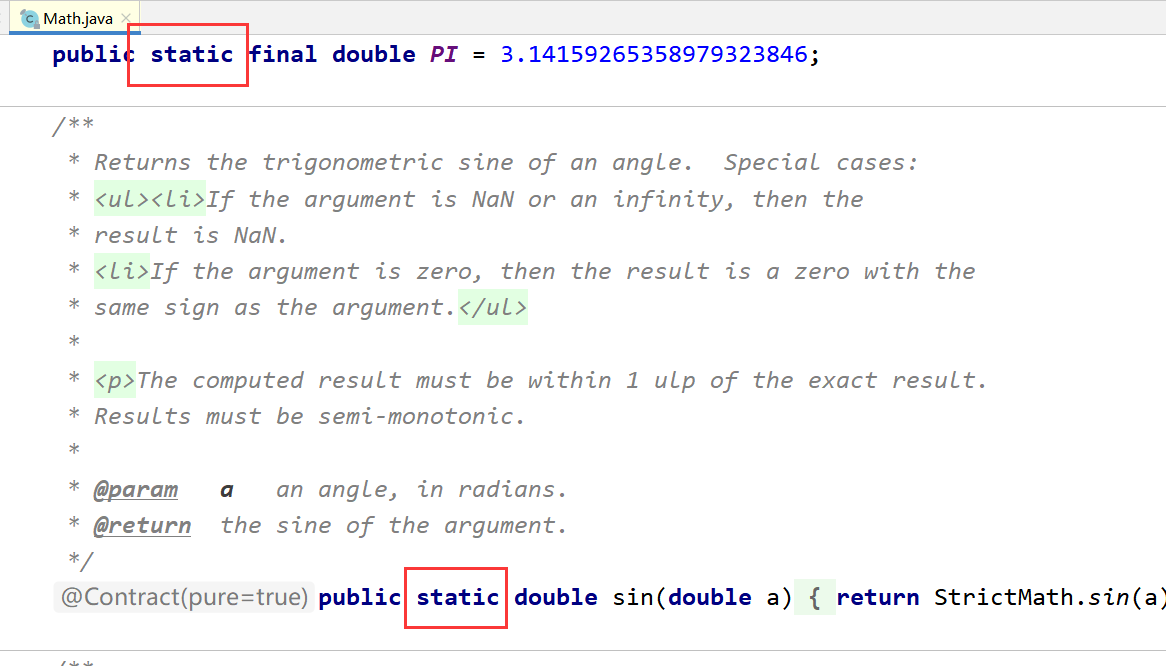 Math.java
public static final double PI = 3.14159265358979323846;
/**
* Returns the trigonometric sine of an angle.  Special cases:
* <ul><li>If the argument is NaN or an infinity, then the
* result is NaN.
* <li>If the argument is zero, then the result is a zero with the
* same sign as the argument.</ul>
*
* <p>The computed result must be within 1 ulp of the exact result.
* Results must be semi-monotonic.
*
* @param   a   an angle, in radians.
* @return  the sine of the argument.
*/
@Contract(pure=true) public static double sin(double a) { return StrictMath.sin(a)
/**